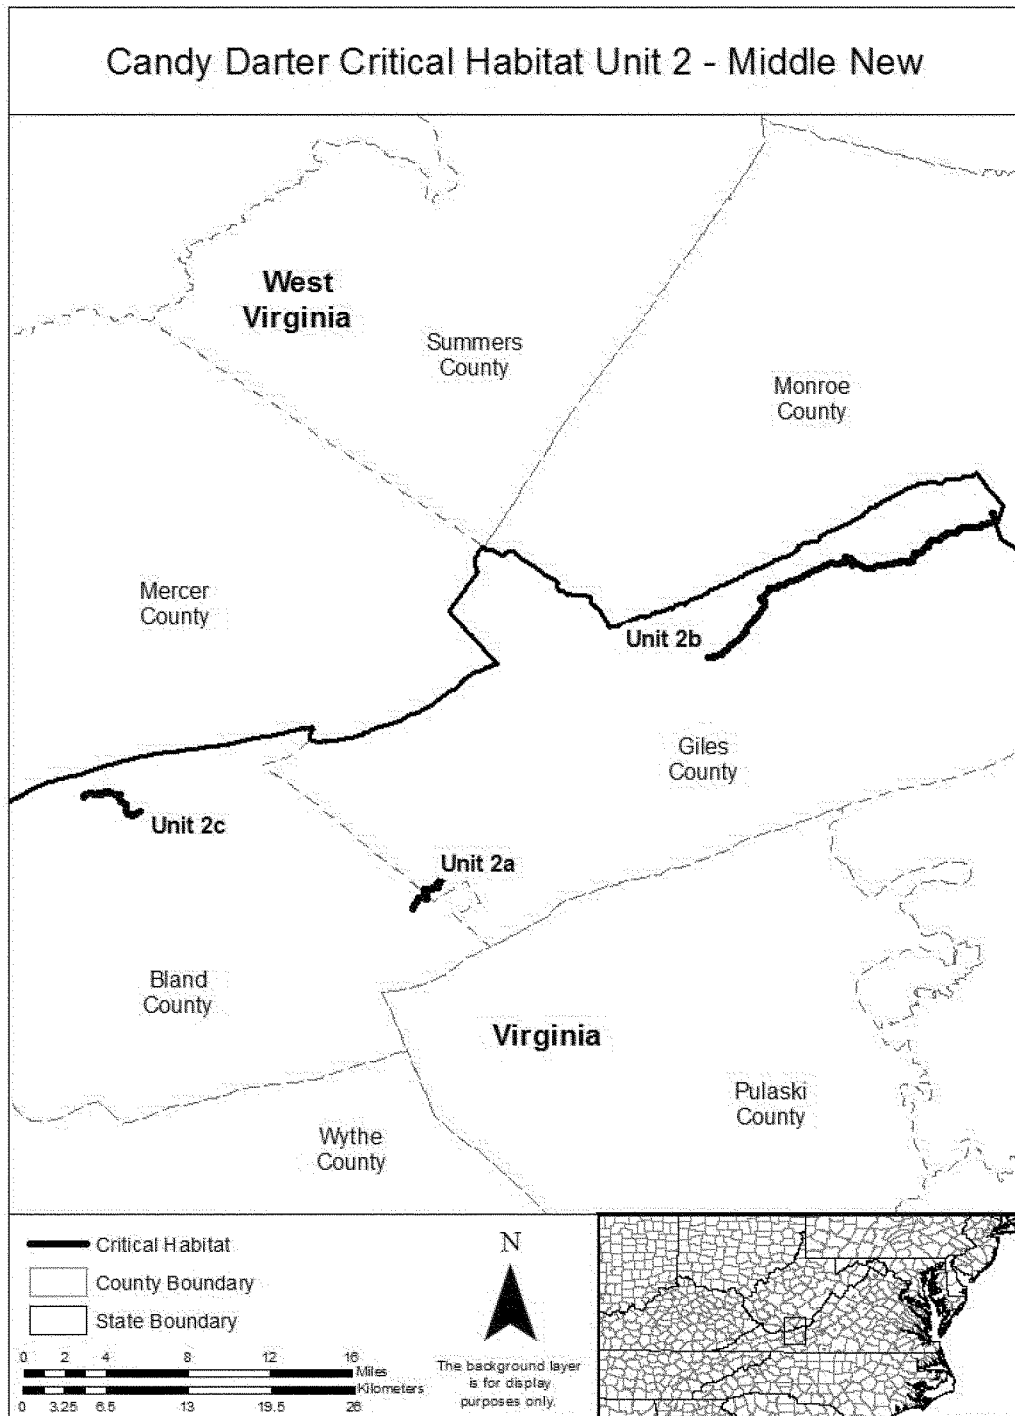 Candy Darter Critical Habitat Unit 2 - Middle New
West
Virginia
Summers
County
Monroe
County
Mercer
County
Unit 2b
Giles
County
Unit 2c
Unit 2a
Bland
County
Virginia
Pulaski
County
Wythe
County
Critical Habitat
County Boundary
State Boundary
N
The background layer
is for display
purposes only.
0 2 4 8 12 16
Miles
Kilometers
0 3.25 6.5 13 19.5 26